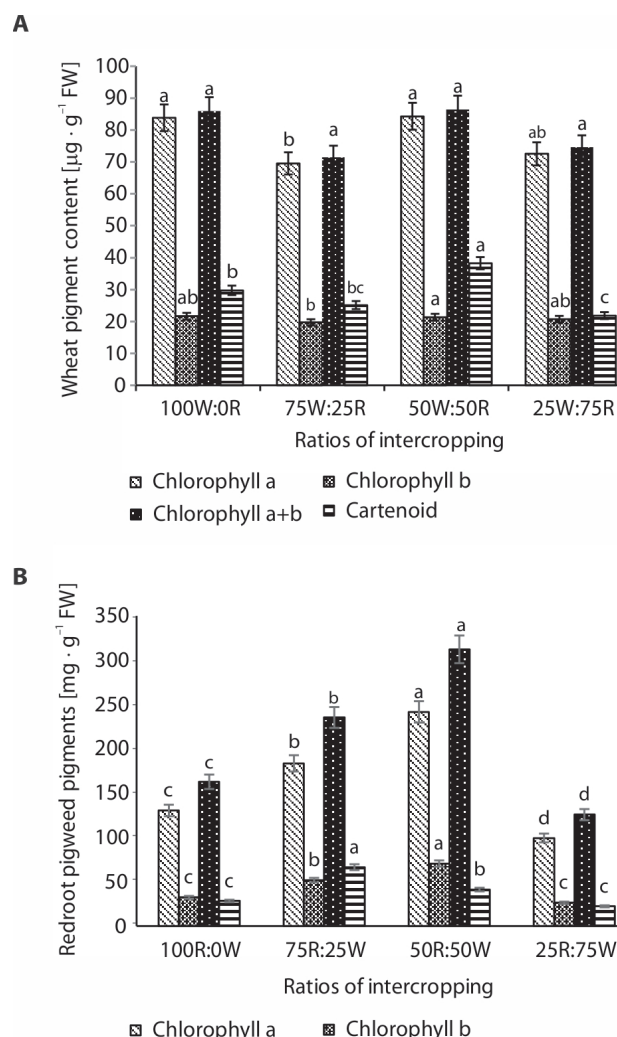 A
Wheat pigment content [µg · g⁻¹ FW]
100
90
80
70
60
50
40
30
20
10
0
a
ab
a
b
b
b
a
bc
a
a
a
a
ab
ab
a
c
100W:0R
75W:25R
50W:50R
25W:75R
Ratios of intercropping
Chlorophyll a
Chlorophyll b
Chlorophyll a+b
Cartenoid
B
Redroot pigweed pigments [mg · g⁻¹ FW]
350
300
250
200
150
100
50
0
c
c
c
c
b
b
b
a
a
a
a
b
d
c
d
c
100R:0W
75R:25W
50R:50W
25R:75W
Ratios of intercropping
Chlorophyll a
Chlorophyll b